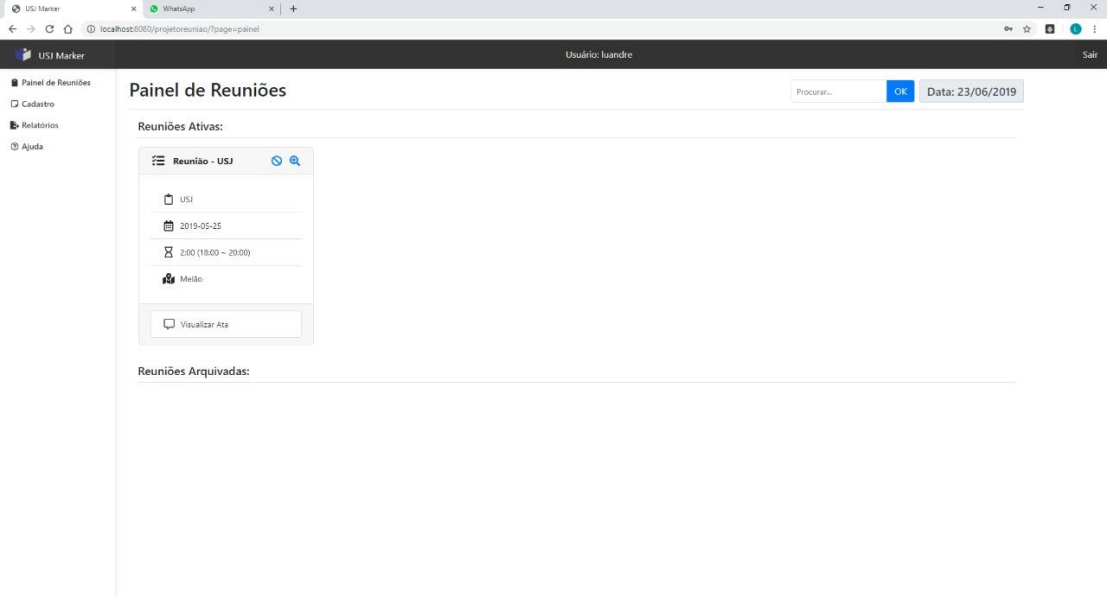 USJ Marker
WhatsApp
localhost:8080/projetoreuniao/?page=painel
L
USJ Marker
Usuário: luandre
Sair
Painel de Reuniões
Cadastro
Relatórios
Ajuda
Painel de Reuniões
Procurar...
OK
Data: 23/06/2019
Reuniões Ativas:
Reunião - USJ
USJ
2019-05-25
2:00 (18:00 ~ 20:00)
Melão
Visualizar Ata
Reuniões Arquivadas: